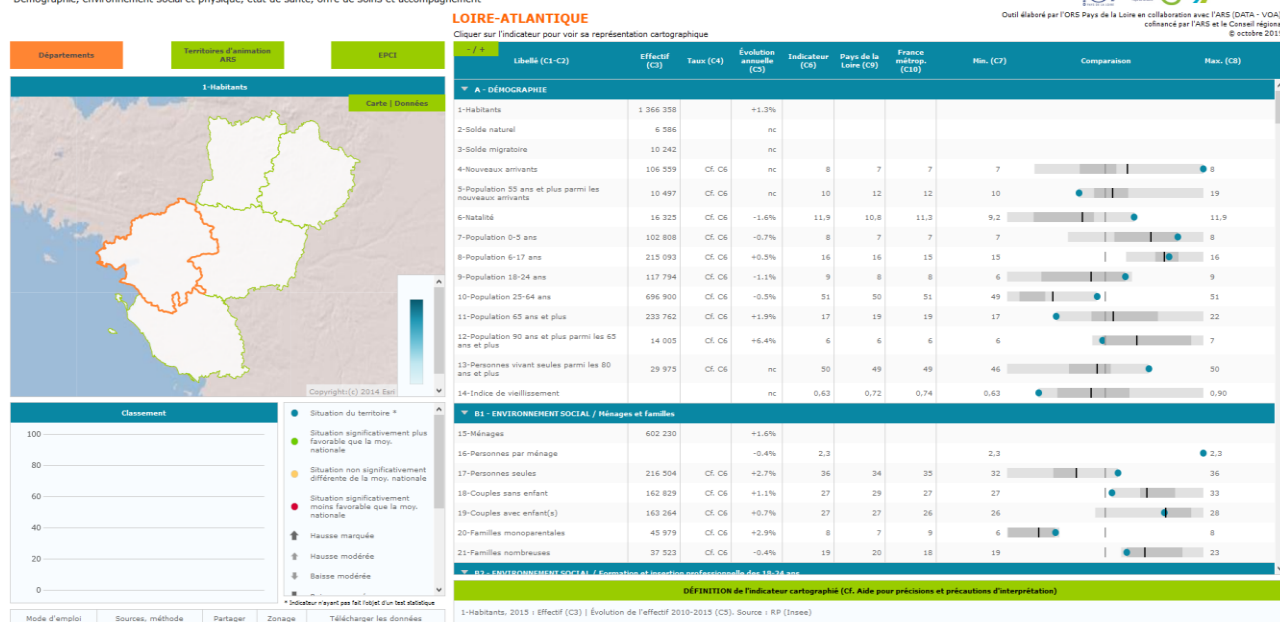 Démographie, environnement social et physique, état de santé, offre de soins et accompagnement
LOIRE-ATLANTIQUE
Cliquer sur l'indicateur pour voir sa représentation cartographique
Outil élaboré par l'ORS Pays de la Loire en collaboration avec l'ARS (DATA - VOA)
cofinancé par l'ARS et le Conseil régional
© octobre 2019
Départements
Territoires d'animation
ARS
EPCI
1-Habitants
Carte | Données
Copyright:(c) 2014 Esri
Classement
100
80
60
40
20
0
Situation du territoire *
Situation significativement plus
favorable que la moy.
nationale
Situation non significativement
différente de la moy. nationale
Situation significativement
moins favorable que la moy.
nationale
Hausse marquée
Hausse modérée
Baisse modérée
* Indicateur n'ayant pas fait l'objet d'un test statistique
Mode d'emploi Sources, méthode Partager Zonage Télécharger les données
- / + Libellé (C1-C2) Effectif (C3) Taux (C4) Évolution annuelle (C5) Indicateur (C6) Pays de la Loire (C9) France métrop. (C10) Min. (C7) Comparaison Max. (C8)
A - DÉMOGRAPHIE
1-Habitants 1 366 358 +1.3%
2-Solde naturel 6 586 nc
3-Solde migratoire 10 242 nc
4-Nouveaux arrivants 106 559 Cf. C6 nc 8 7 7 7 8
5-Population 55 ans et plus parmi les nouveaux arrivants 10 497 Cf. C6 nc 10 12 12 10 19
6-Natalité 16 325 Cf. C6 -1.6% 11,9 10,8 11,3 9,2 11,9
7-Population 0-5 ans 102 808 Cf. C6 -0.7% 8 7 7 7 8
8-Population 6-17 ans 215 093 Cf. C6 +0.9% 16 16 15 15 16
9-Population 18-24 ans 117 794 Cf. C6 -1.1% 9 8 8 6 9
10-Population 25-64 ans 696 900 Cf. C6 -0.5% 51 50 51 49 51
11-Population 65 ans et plus 233 762 Cf. C6 +1.9% 17 19 19 17 22
12-Population 90 ans et plus parmi les 65 ans et plus 14 005 Cf. C6 +6.4% 6 6 6 6 7
13-Personnes vivant seules parmi les 80 ans et plus 29 975 Cf. C6 nc 50 49 49 46 50
14-Indice de vieillissement nc 0,63 0,72 0,74 0,63 0,90
B1 - ENVIRONNEMENT SOCIAL / Ménages et familles
15-Ménages 602 230 +1.6%
16-Personnes par ménage -0.4% 2,3 2,3 2,3
17-Personnes seules 216 504 Cf. C6 +2.7% 36 34 35 32 36
18-Couples sans enfant 162 829 Cf. C6 +1.1% 27 29 27 27 33
19-Couples avec enfant(s) 163 264 Cf. C6 +0.7% 27 27 26 26 28
20-Familles monoparentales 45 979 Cf. C6 +2.9% 8 7 9 6 8
21-Familles nombreuses 37 523 Cf. C6 -0.4% 19 20 18 19 23
B2 - ENVIRONNEMENT SOCIAL / Formation et insertion professionnelle des 18-24 ans
DÉFINITION de l'indicateur cartographié (Cf. Aide pour précisions et précautions d'interprétation)
1-Habitants, 2015 : Effectif (C3) | Évolution de l'effectif 2010-2015 (C5). Source : RP (Insee)